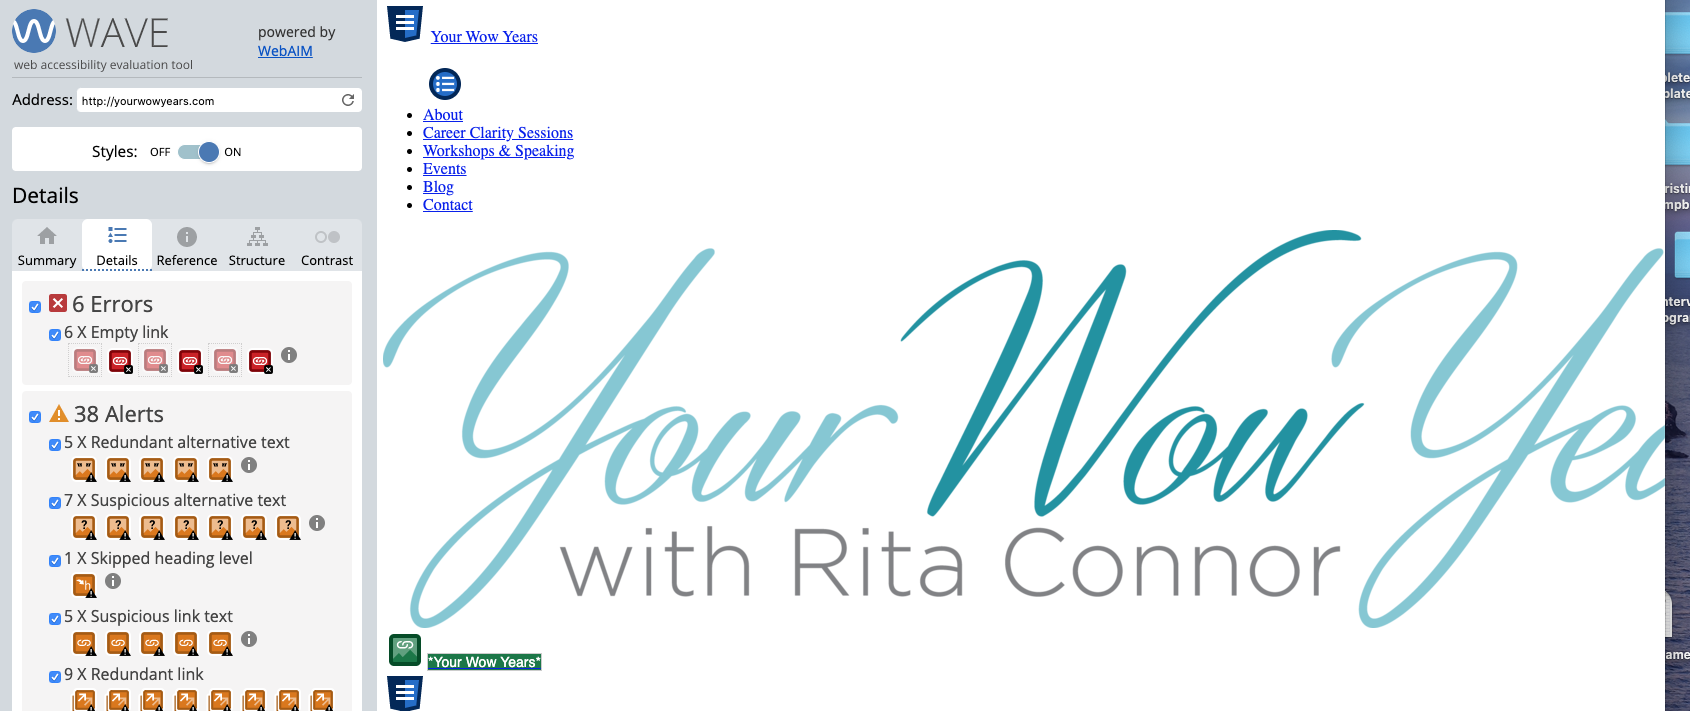 WAVE
powered by
WebAIM
web accessibility evaluation tool
Address: http://yourwowyears.com
Styles: OFF ON
Details
Summary Details Reference Structure Contrast
6 Errors
6 X Empty link
38 Alerts
5 X Redundant alternative text
7 X Suspicious alternative text
1 X Skipped heading level
5 X Suspicious link text
9 X Redundant link
Your Wow Years
• About
• Career Clarity Sessions
• Workshops & Speaking
• Events
• Blog
• Contact
Your Wow Yea
with Rita Connor
*Your Wow Years*